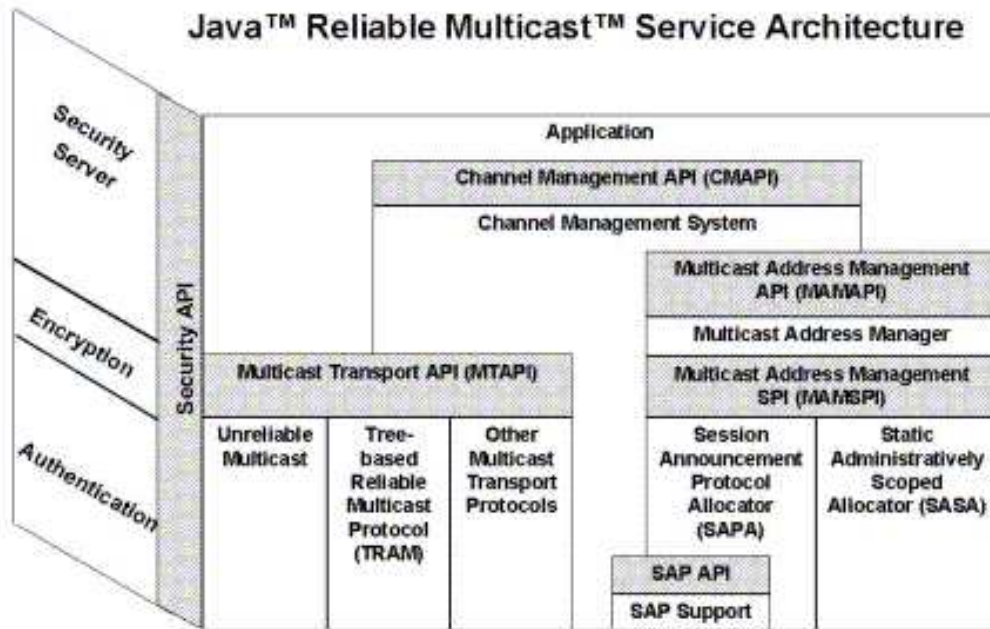 Java™ Reliable Multicast™ Service Architecture
Security
Server
Encryption
Authentication
Security API
Application
Channel Management API (CMAPI)
Channel Management System
Multicast Address Management
API (MAMAPI)
Multicast Address Manager
Multicast Address Management
SPI (MAMSPI)
Multicast Transport API (MTAPI)
Unreliable
Multicast
Tree-
based
Reliable
Multicast
Protocol
(TRAM)
Other
Multicast
Transport
Protocols
Session
Announcement
Protocol
Allocator
(SAPA)
Static
Administratively
Scoped
Allocator (SASA)
SAP API
SAP Support